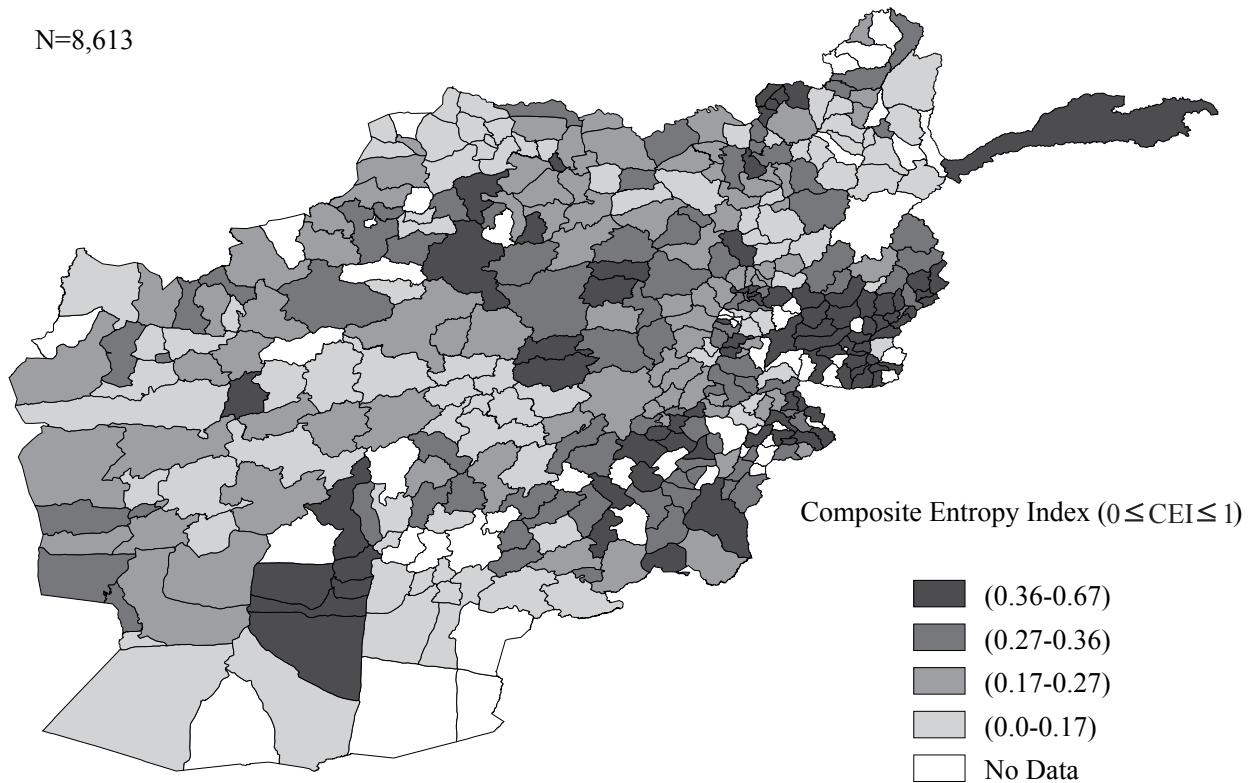 N=8,613
Composite Entropy Index (0≤CEI≤1)
(0.36-0.67)
(0.27-0.36)
(0.17-0.27)
(0.0-0.17)
No Data